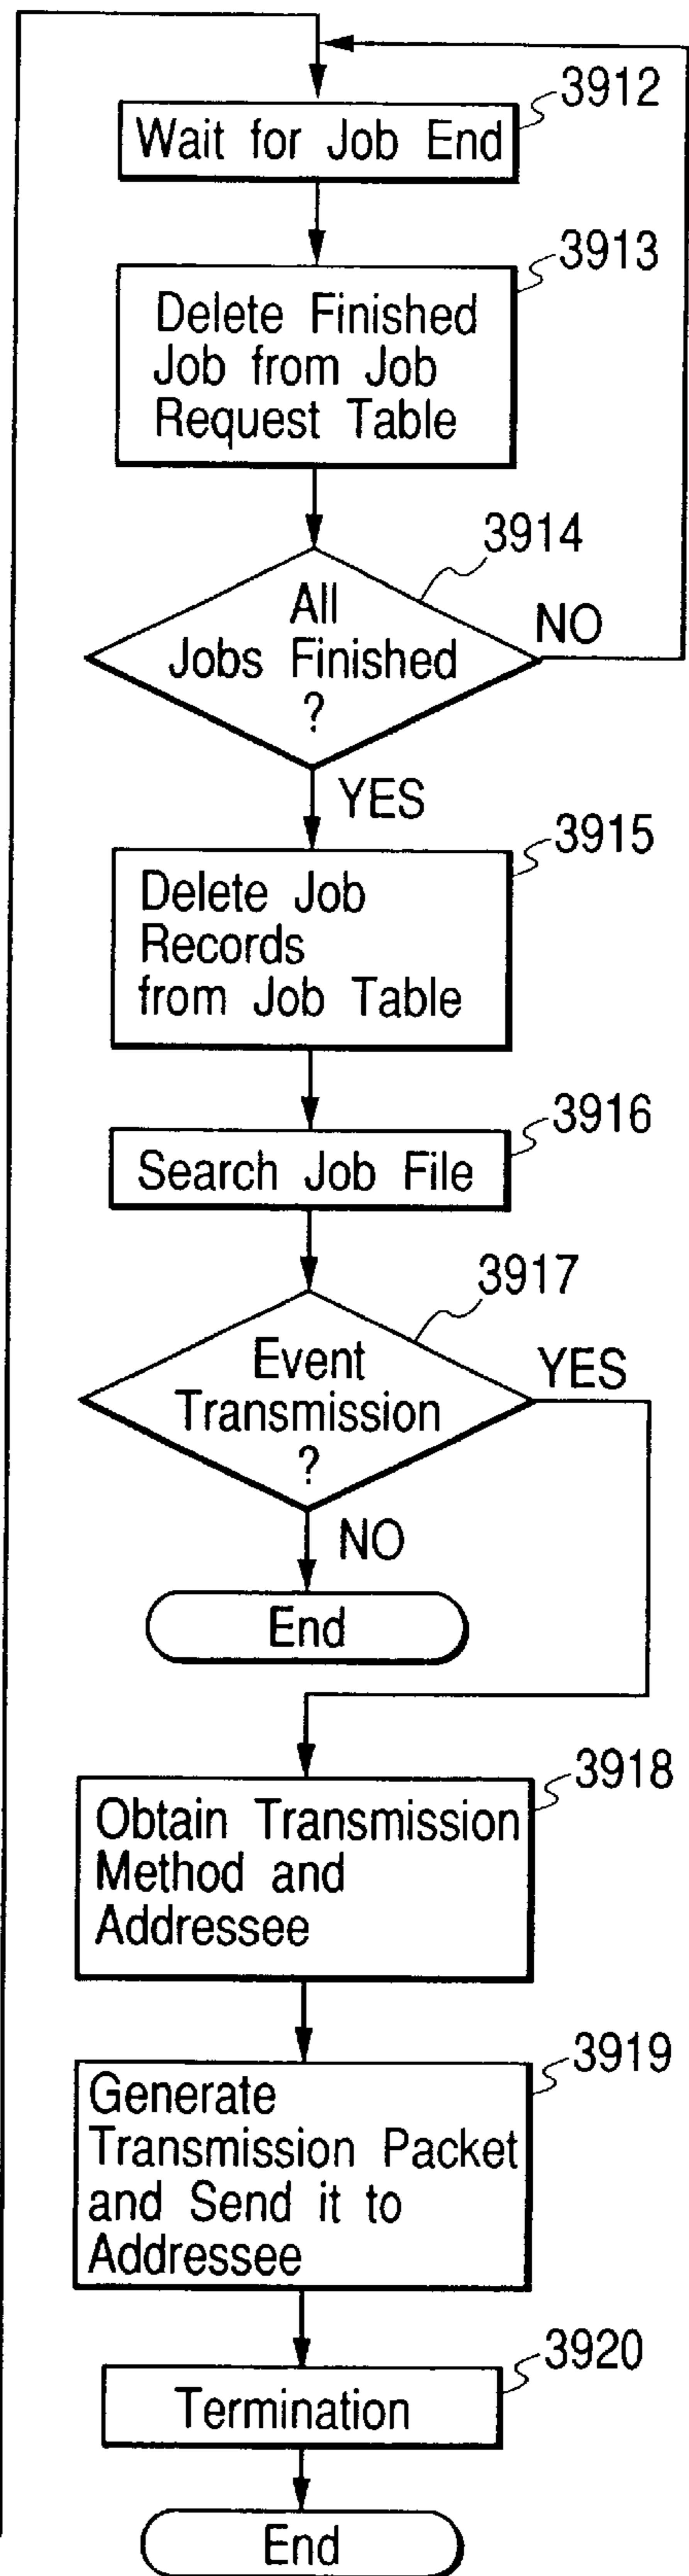 3912
Wait for Job End
3913
Delete Finished
Job from Job
Request Table
3914
All
Jobs Finished
?
NO
YES
3915
Delete Job
Records
from Job Table
3916
Search Job File
3917
Event
Transmission
?
YES
NO
End
3918
Obtain Transmission
Method and
Addressee
3919
Generate
Transmission Packet
and Send it to
Addressee
3920
Termination
End